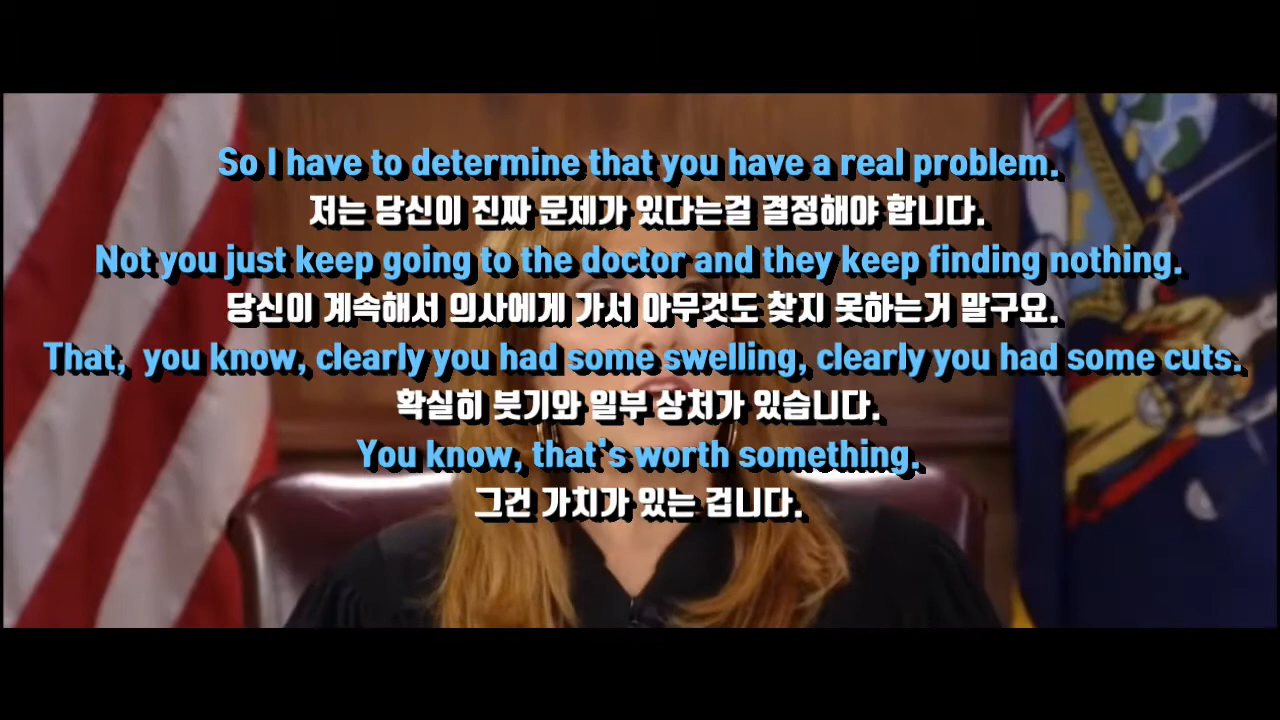 So I have to determine that you have a real problem.
저는 당신이 진짜 문제가 있다는걸 결정해야 합니다.
Not you just keep going to the doctor and they keep finding nothing.
당신이 계속해서 의사에게 가서 아무것도 찾지 못하는거 말구요.
That, you know, clearly you had some swelling, clearly you had some cuts.
확실히 붓기와 일부 상처가 있습니다.
You know, that's worth something.
그건 가치가 있는 겁니다.